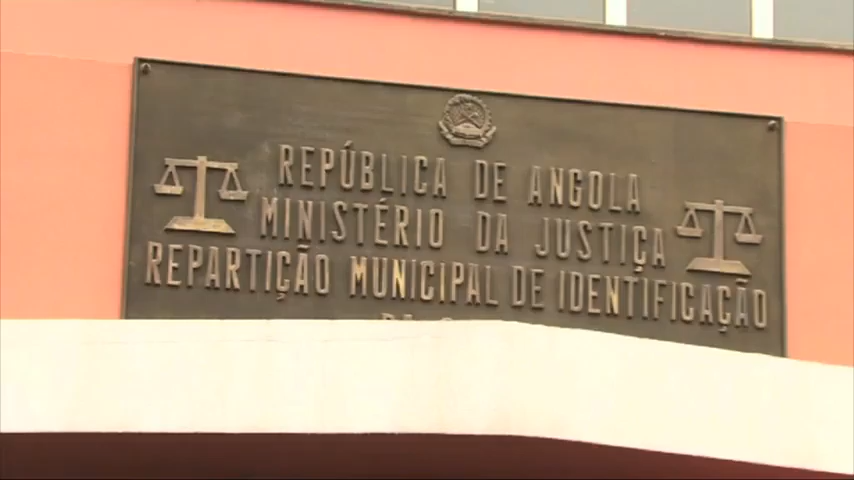 REPÚBLICA DE ANGOLA
MINISTÉRIO DA JUSTIÇA
REPARTIÇÃO MUNICIPAL DE IDENTIFICAÇÃO